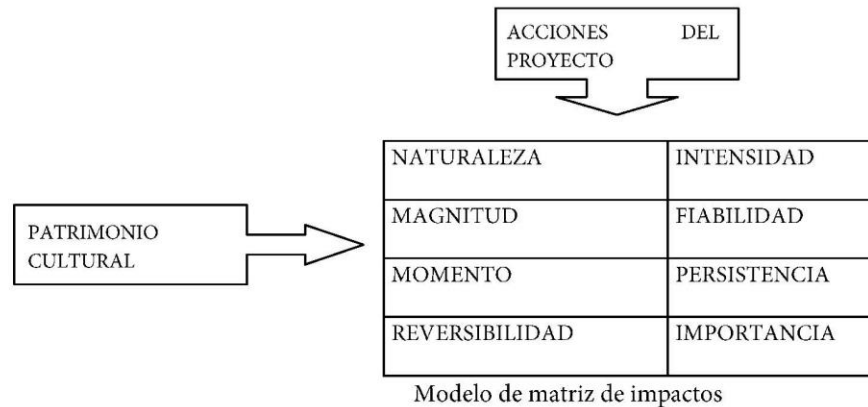 ACCIONES DEL
PROYECTO
NATURALEZA INTENSIDAD
MAGNITUD FIABILIDAD
PATRIMONIO
CULTURAL
MOMENTO PERSISTENCIA
REVERSIBILIDAD IMPORTANCIA
Modelo de matriz de impactos